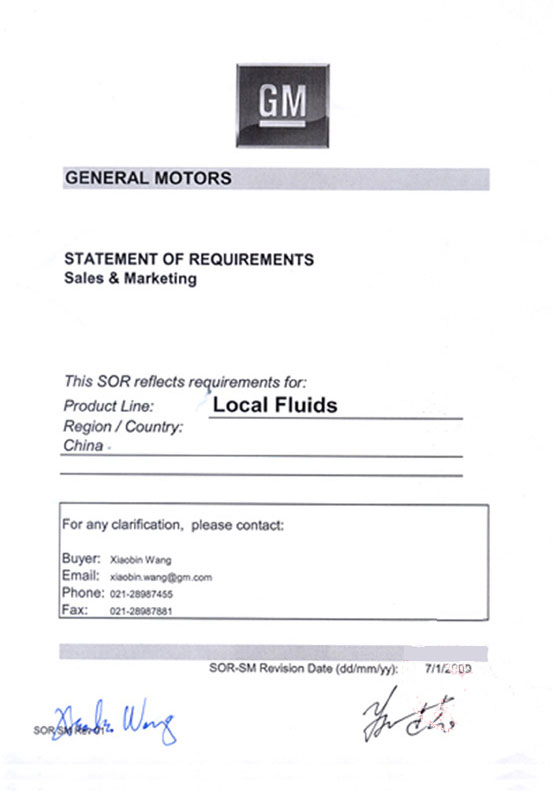 GM
GENERAL MOTORS
STATEMENT OF REQUIREMENTS
Sales & Marketing
This SOR reflects requirements for:
Product Line: Local Fluids
Region / Country:
China
For any clarification, please contact:
Buyer: Xiaobin Wang
Email: xiaobin.wang@gm.com
Phone: 021-28987455
Fax: 021-28987881
SOR-SM Revision Date (dd/mm/yy): 7/1/2009
Xiaobin Wang
SOR/SM Rev 01